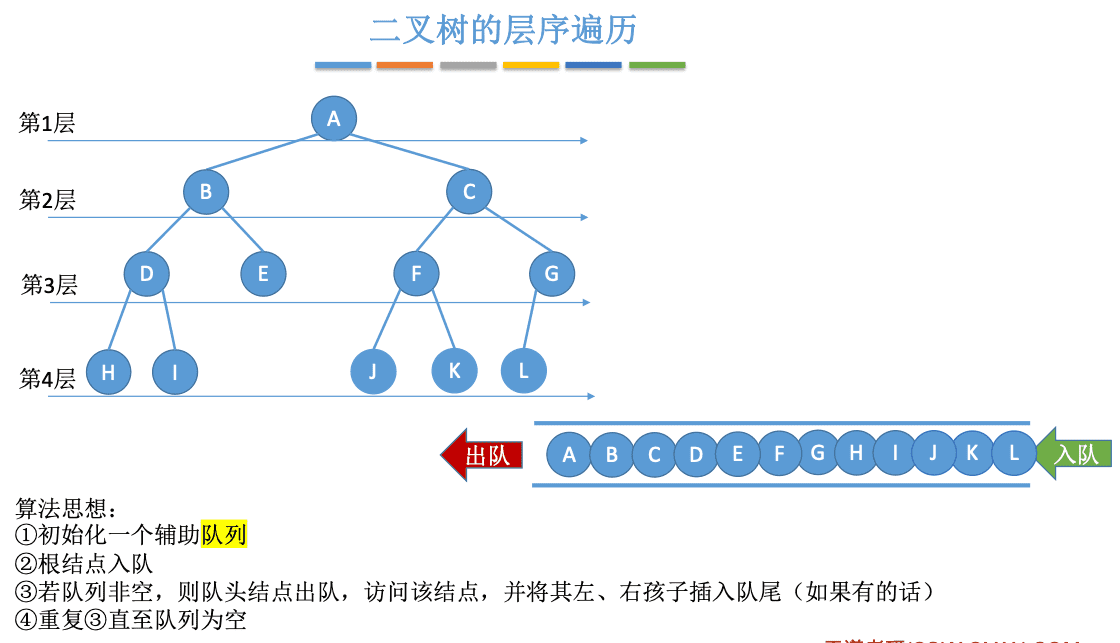 二叉树的层序遍历
第1层
A
第2层
B C
第3层
D E F G
第4层
H I J K L
出队 A B C D E F G H I J K L 入队
算法思想：
①初始化一个辅助队列
②根结点入队
③若队列非空，则队头结点出队，访问该结点，并将其左、右孩子插入队尾（如果有的话）
④重复③直至队列为空